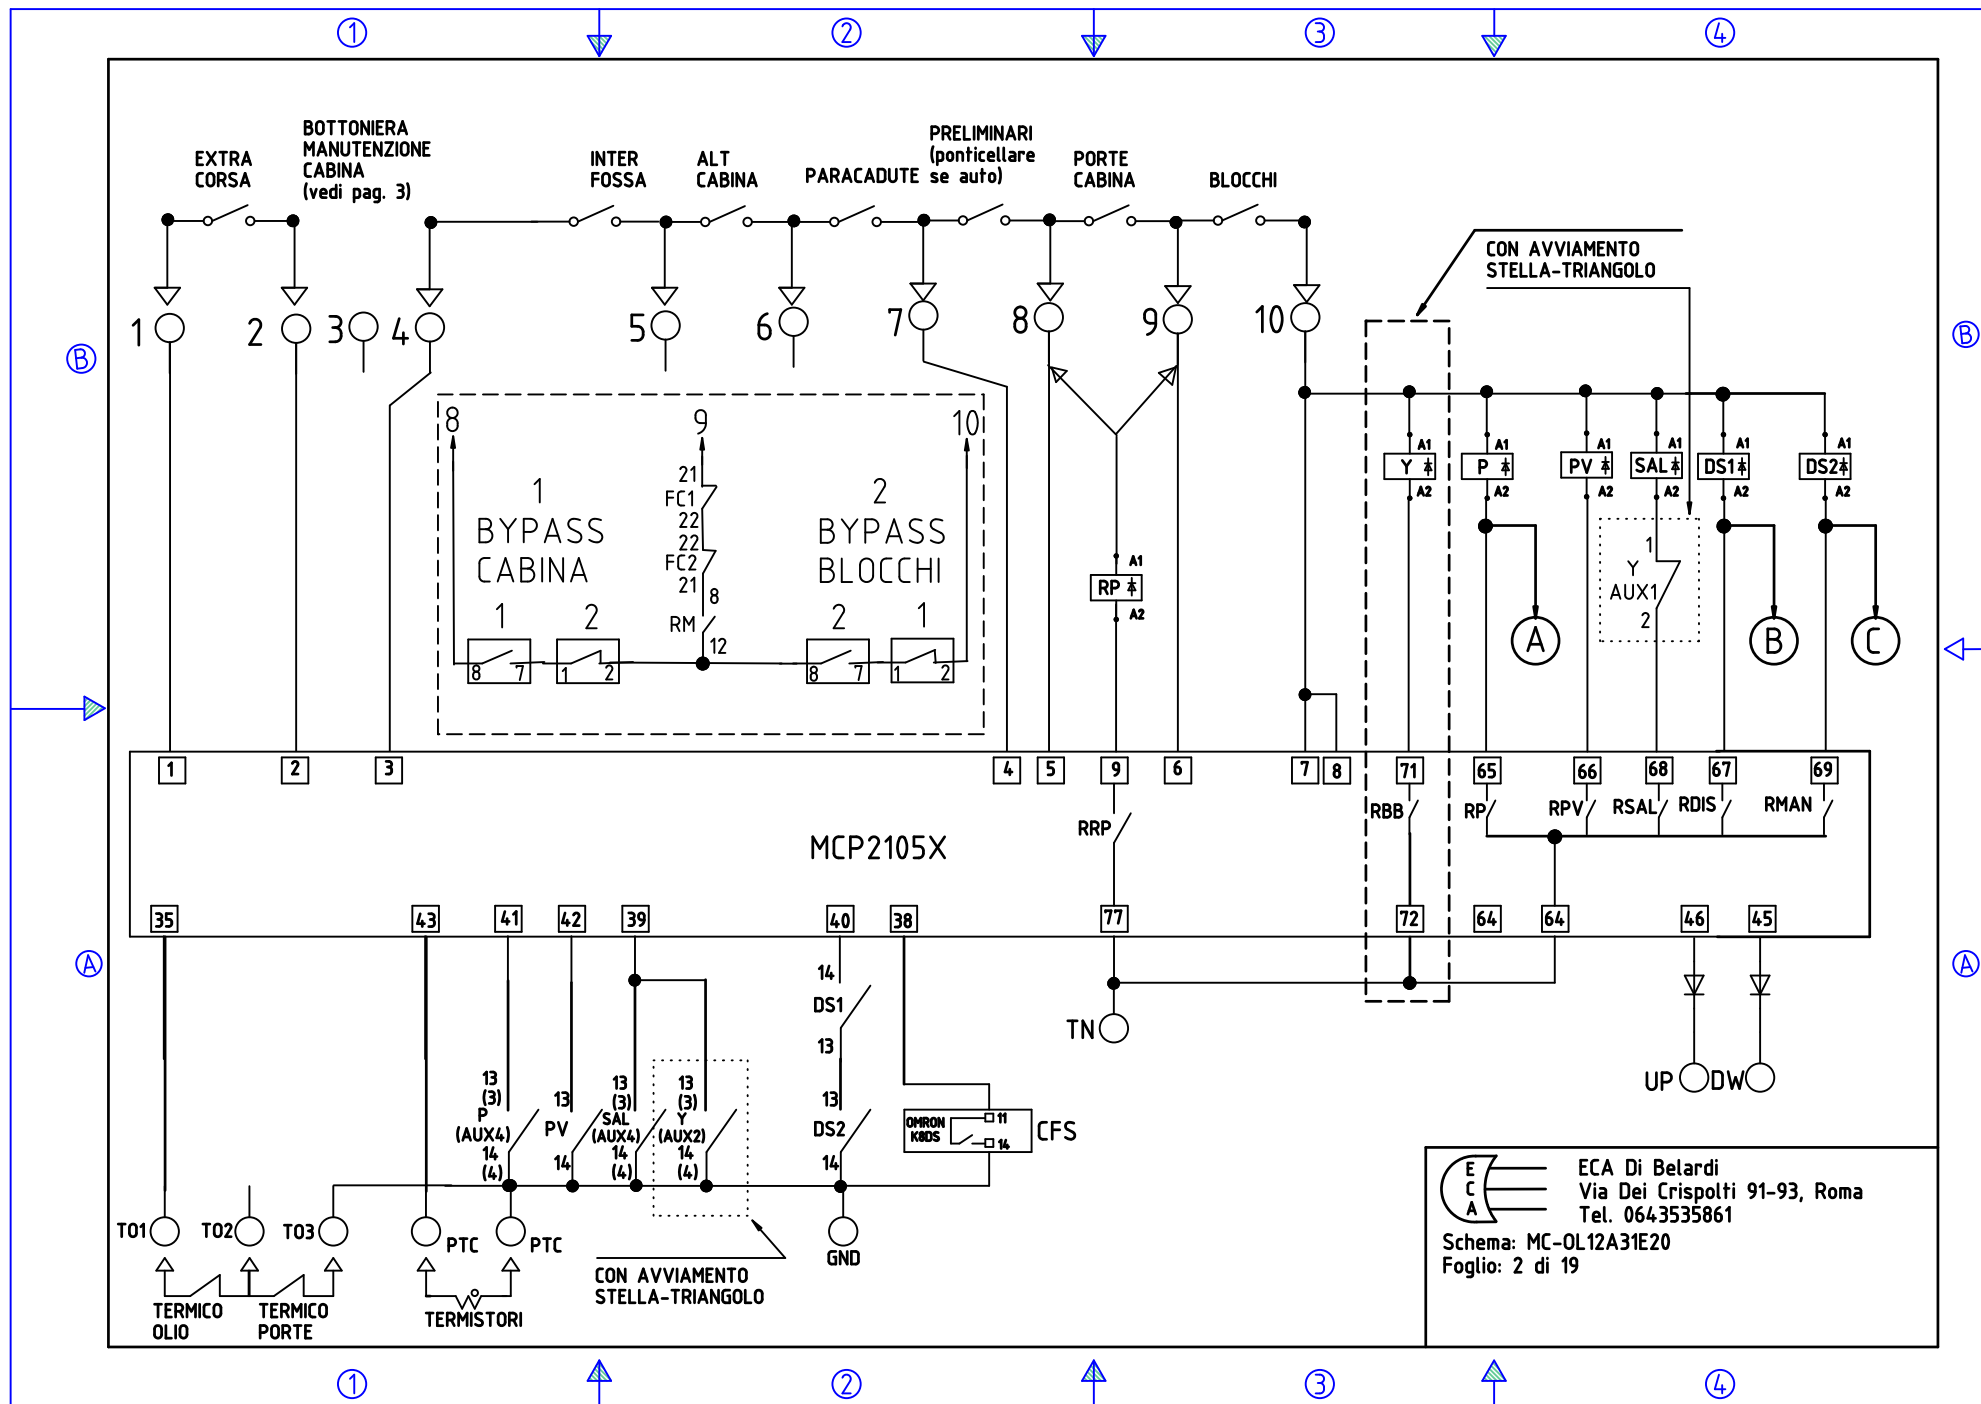 1 2 3 4
EXTRA
CORSA
BOTTONIERA
MANUTENZIONE
CABINA
(vedi pag. 3)
INTER
FOSSA
ALT
CABINA
PARACADUTE
PRELIMINARI
(ponticellare
se auto)
PORTE
CABINA
BLOCCHI
CON AVVIAMENTO
STELLA-TRIANGOLO
1 2 3 4 5 6 7 8 9 10
B B
8 9 10
1
BYPASS
CABINA
21
FC1
22
22
FC2
21
8
RM
12
2
BYPASS
BLOCCHI
1 2 2 1
8 7 1 2 8 7 1 2
A1 A1 A1 A1 A1 A1
Y P PV SAL DS1 DS2
A2 A2 A2 A2 A2 A2
A1
RP
A2
1
Y
AUX1
2
A B C
1 2 3 4 5 9 6 7 8 71 65 66 68 67 69
RRP RBB RP RPV RSAL RDIS RMAN
MCP2105X
35 43 41 42 39 40 38 77 72 64 64 46 45
A A
13
(3)
P
(AUX4)
14
(4)
13
PV
14
13
(3)
SAL
(AUX4)
14
(4)
13
(3)
Y
(AUX2)
14
(4)
14
DS1
13
13
DS2
14
OMRON
K8DS
11
14
CFS
TN
UP DW
TO1 TO2 TO3 PTC PTC GND
TERMICO
OLIO
TERMICO
PORTE
TERMISTORI
CON AVVIAMENTO
STELLA-TRIANGOLO
E
C
A
ECA Di Belardi
Via Dei Crispolti 91-93, Roma
Tel. 0643535861
Schema: MC-OL12A31E20
Foglio: 2 di 19
1 2 3 4